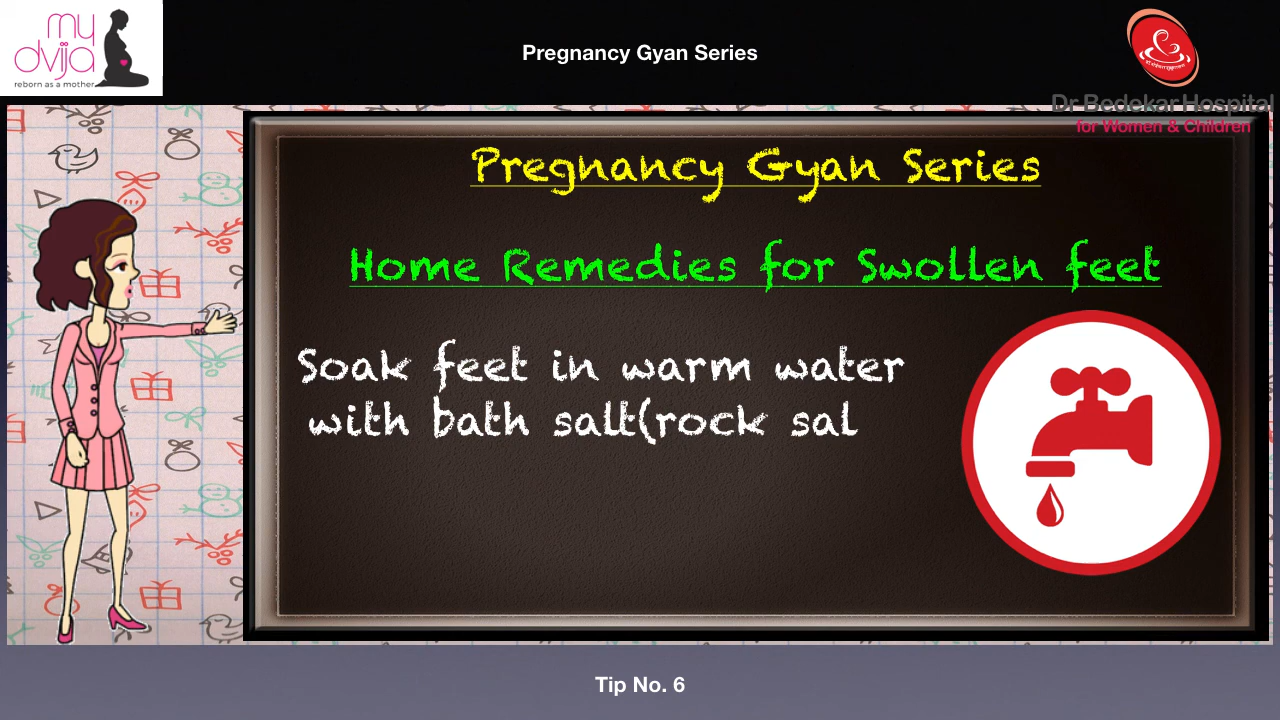 my
dvija
reborn as a mother
Pregnancy Gyan Series
Dr Bedekar Hospital
for Women & Children
Pregnancy Gyan Series
Home Remedies for Swollen feet
Soak feet in warm water
with bath salt(rock sal
Tip No. 6